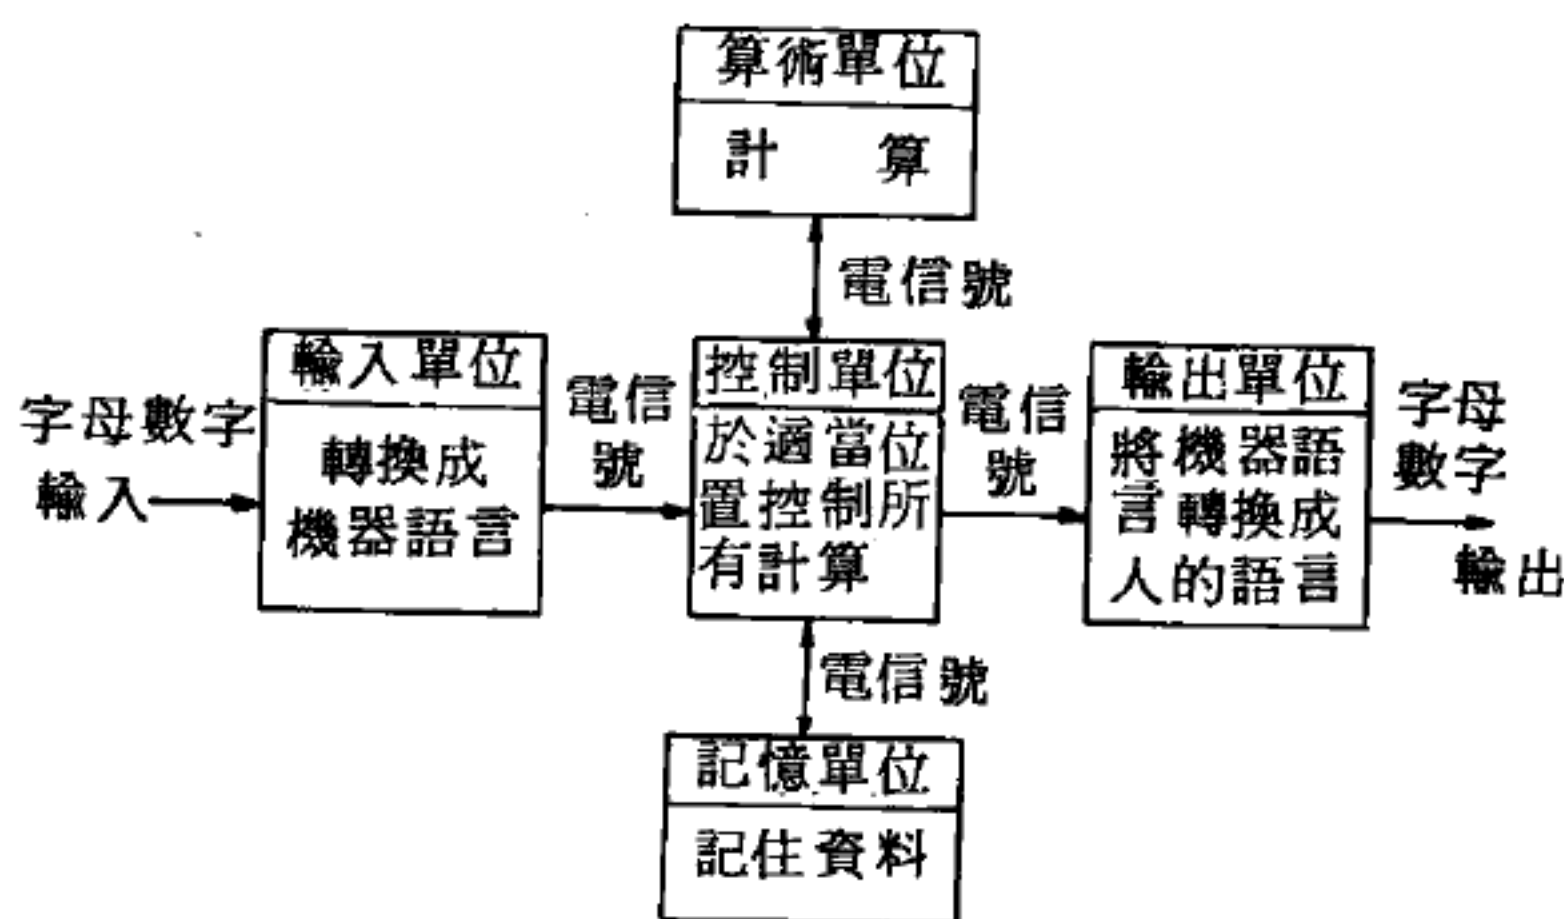 算術單位
計 算
電信號
字母數字
輸入
輸入單位
轉換成
機器語言
電信
號
控制單位
於適當位
置控制所
有計算
電信
號
輸出單位
將機器語
言轉換成
人的語言
字母
數字
輸出
電信號
記憶單位
記住資料